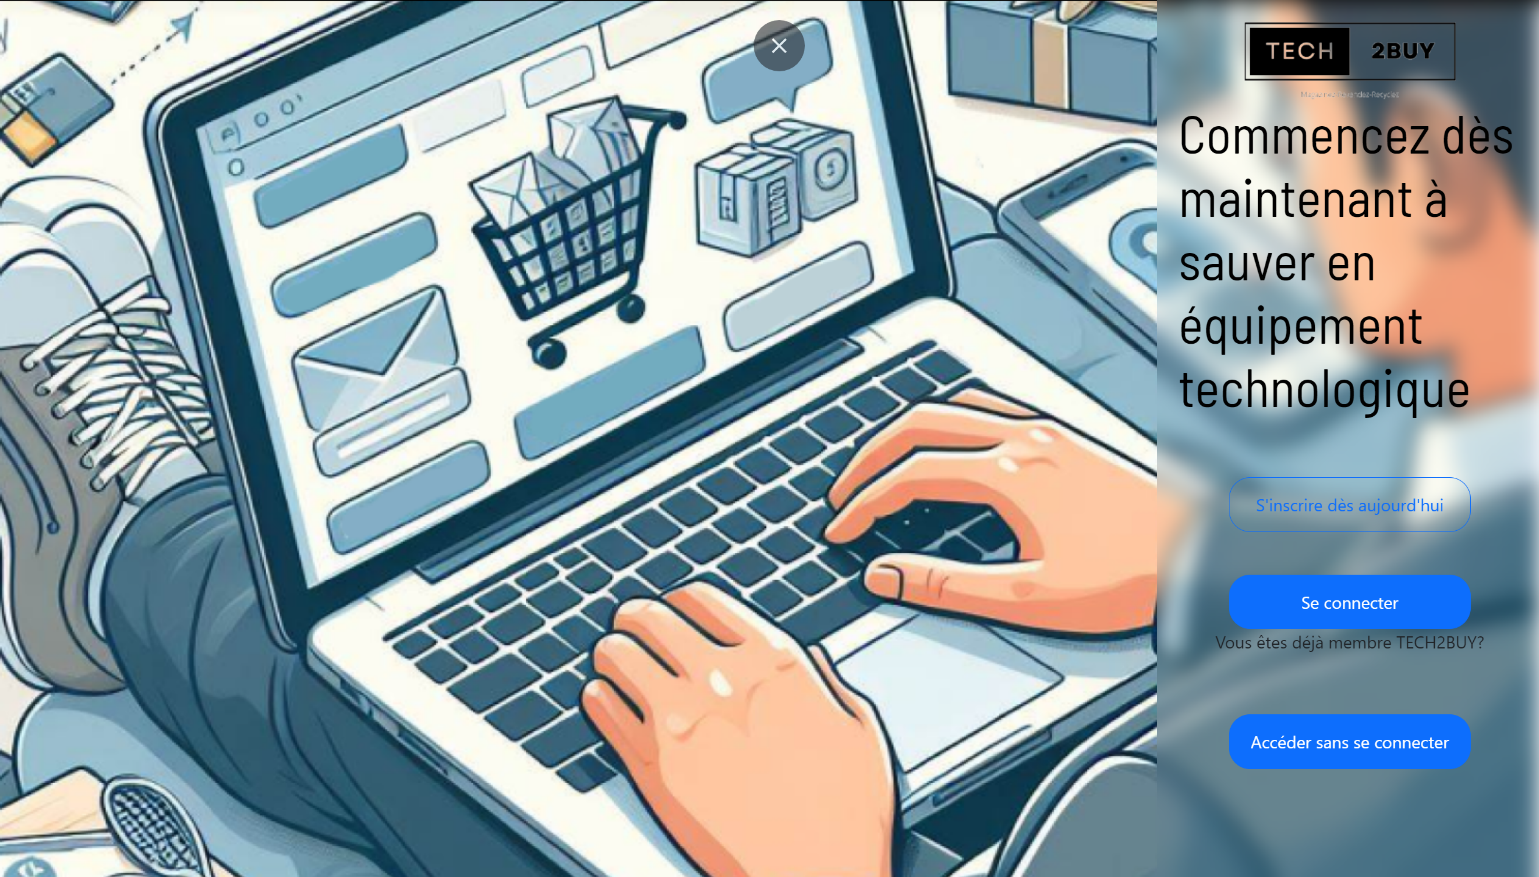 TECH 2BUY
Commencez dès
maintenant à
sauver en
équipement
technologique
S'inscrire dès aujourd'hui
Se connecter
Vous êtes déjà membre TECH2BUY?
Accéder sans se connecter